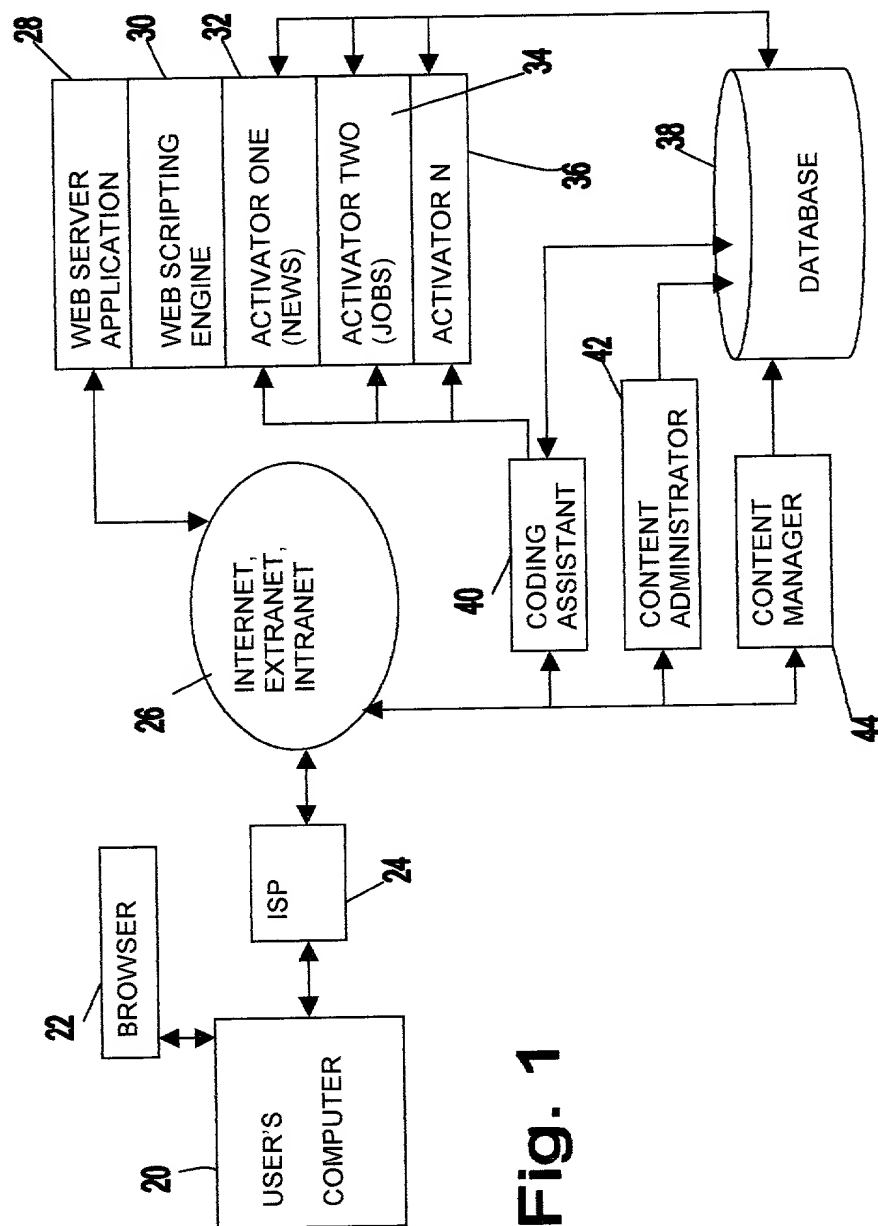 20
USER'S
COMPUTER
22
BROWSER
ISP
24
26
INTERNET,
EXTRANET,
INTRANET
28
WEB SERVER
APPLICATION
30
WEB SCRIPTING
ENGINE
32
ACTIVATOR ONE
(NEWS)
ACTIVATOR TWO
(JOBS)
34
ACTIVATOR N
36
40
CODING
ASSISTANT
42
CONTENT
ADMINISTRATOR
CONTENT
MANAGER
44
38
DATABASE
Fig. 1